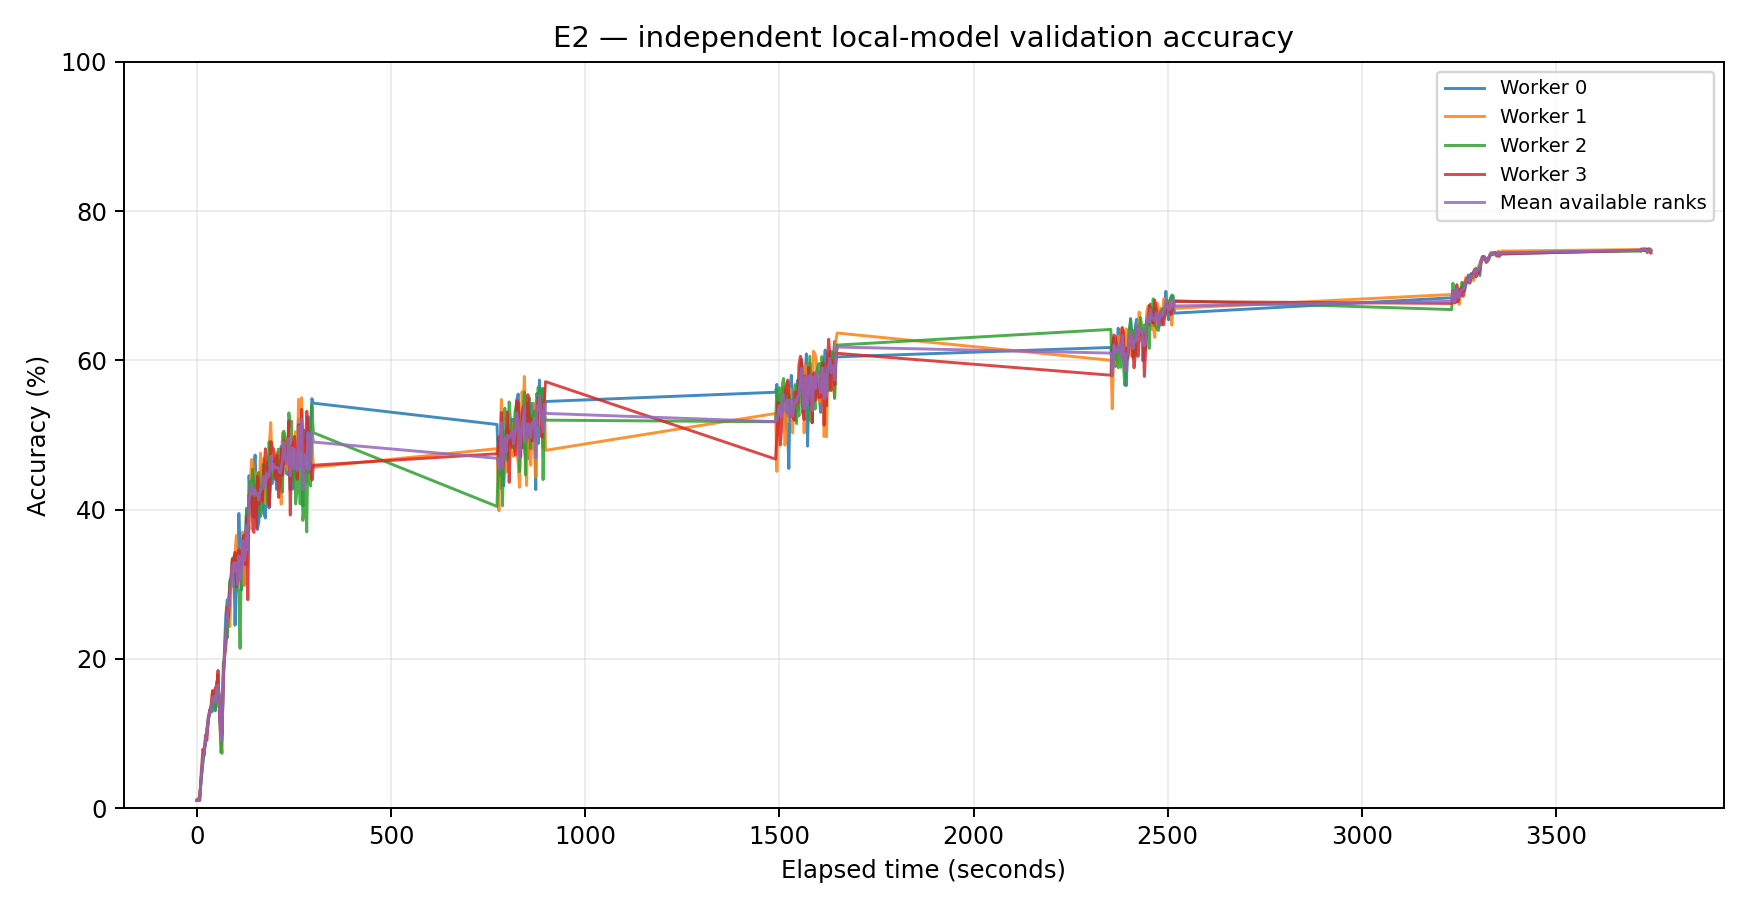 E2 — independent local-model validation accuracy
100
80
60
40
20
0
Accuracy (%)
Worker 0
Worker 1
Worker 2
Worker 3
Mean available ranks
0 500 1000 1500 2000 2500 3000 3500
Elapsed time (seconds)